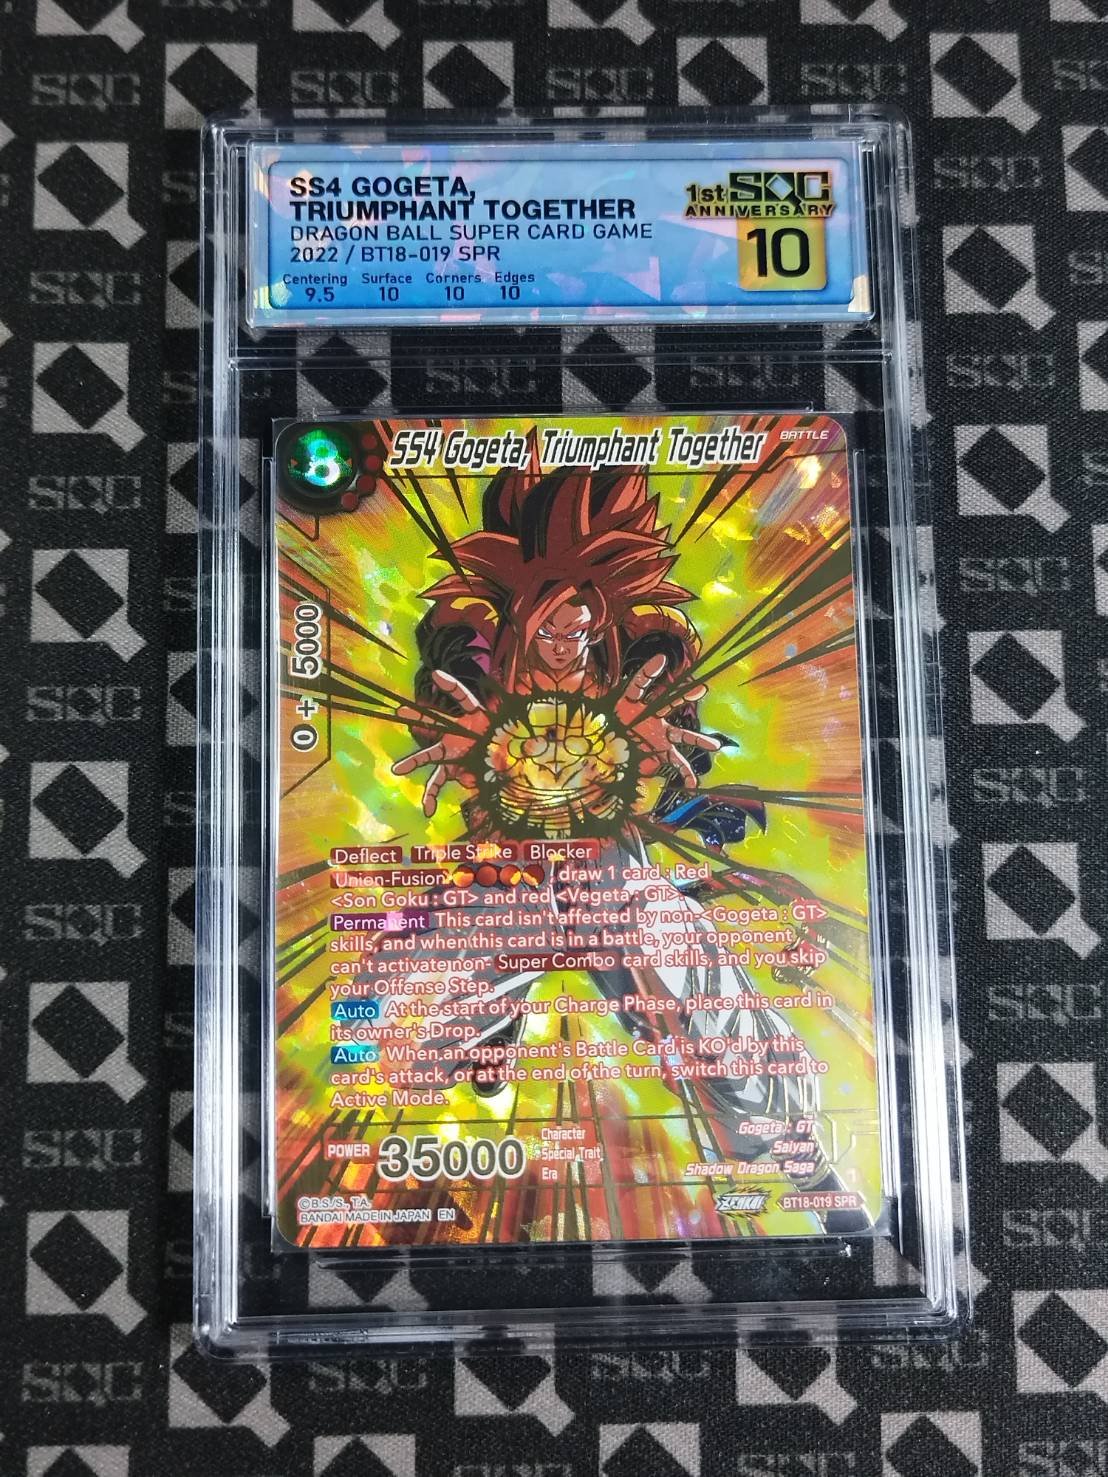 SS4 GOGETA,
TRIUMPHANT TOGETHER
DRAGON BALL SUPER CARD GAME
2022 / BT18-019 SPR
Centering Surface Corners Edges
9.5 10 10 10
1st SQC
ANNIVERSARY
10
8
SS4 Gogeta, Triumphant Together
BATTLE
0 + 5000
Deflect Triple Strike Blocker
Union-Fusion / draw 1 card : Red
<Son Goku : GT> and red <Vegeta : GT>.
Permanent This card isn't affected by non-<Gogeta : GT>
skills, and when this card is in a battle, your opponent
can't activate non- Super Combo card skills, and you skip
your Offense Step.
Auto At the start of your Charge Phase, place this card in
its owner's Drop.
Auto When an opponent's Battle Card is KO'd by this
card's attack, or at the end of the turn, switch this card to
Active Mode.
POWER 35000
Character Gogeta : GT
Special Trait Saiyan
Era Shadow Dragon Saga
©B.S./S., T.A.
BANDAI MADE IN JAPAN EN
ZENKAI
BT18-019 SPR